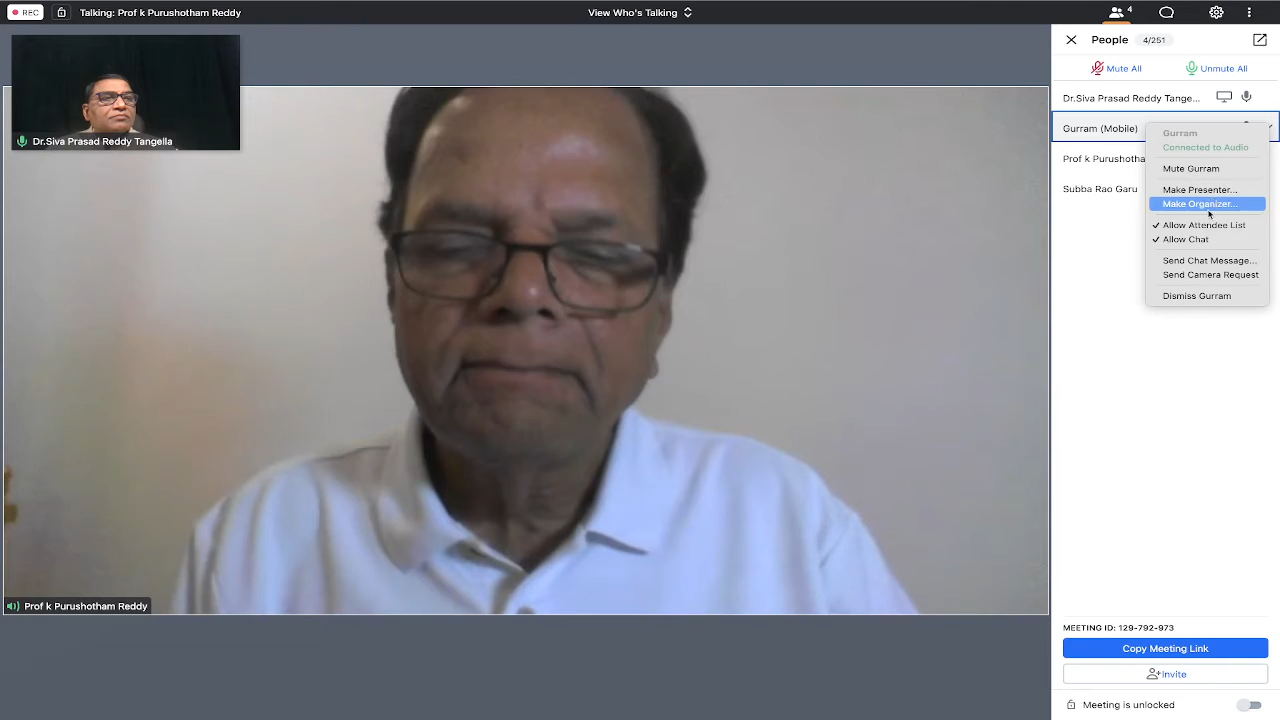 REC
Talking: Prof k Purushotham Reddy
View Who's Talking
4
Dr.Siva Prasad Reddy Tangella
Prof k Purushotham Reddy
People
4/251
Mute All
Unmute All
Dr.Siva Prasad Reddy Tange...
Gurram (Mobile)
Prof k Purushotha
Subba Rao Garu
Gurram
Connected to Audio
Mute Gurram
Make Presenter...
Make Organizer...
Allow Attendee List
Allow Chat
Send Chat Message...
Send Camera Request
Dismiss Gurram
MEETING ID: 129-792-973
Copy Meeting Link
Invite
Meeting is unlocked